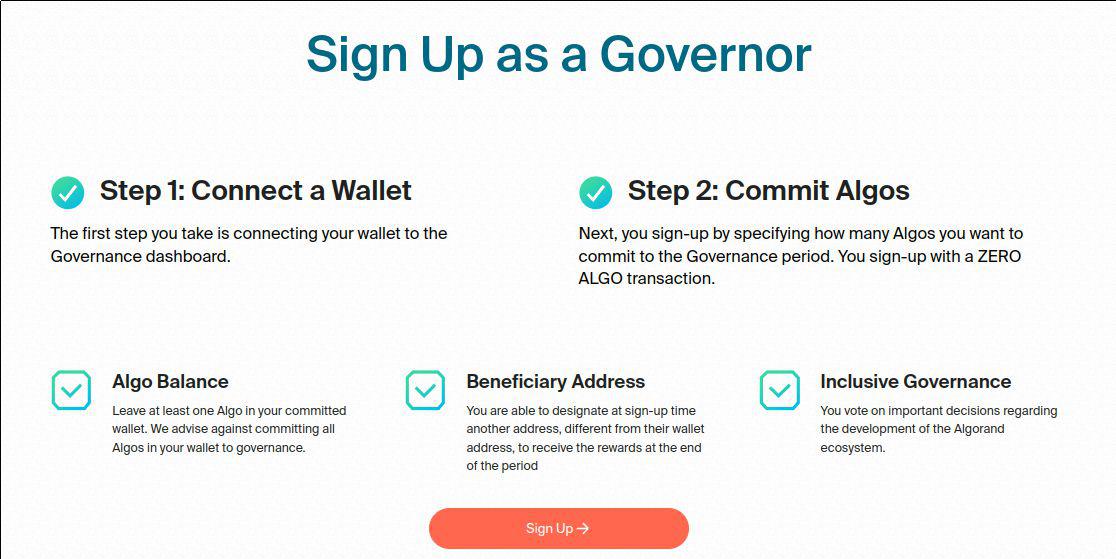 Sign Up as a Governor
Step 1: Connect a Wallet
The first step you take is connecting your wallet to the
Governance dashboard.
Step 2: Commit Algos
Next, you sign-up by specifying how many Algos you want to
commit to the Governance period. You sign-up with a ZERO
ALGO transaction.
Algo Balance
Leave at least one Algo in your committed
wallet. We advise against committing all
Algos in your wallet to governance.
Beneficiary Address
You are able to designate at sign-up time
another address, different from their wallet
address, to receive the rewards at the end
of the period
Inclusive Governance
You vote on important decisions regarding
the development of the Algorand
ecosystem.
Sign Up →